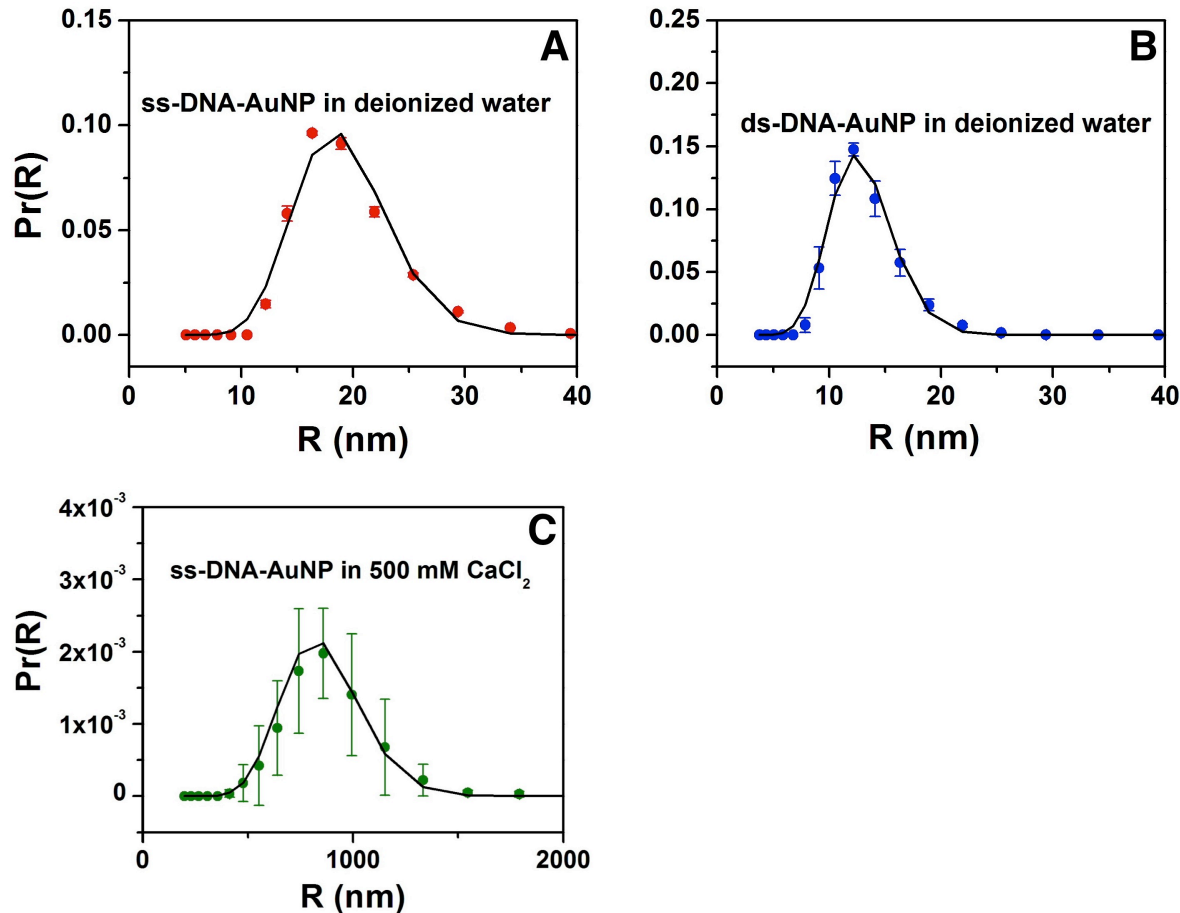 A
ss-DNA-AuNP in deionized water
Pr(R)
0.15
0.10
0.05
0.00
0 10 20 30 40
R (nm)
B
ds-DNA-AuNP in deionized water
0.25
0.20
0.15
0.10
0.05
0.00
0 10 20 30 40
R (nm)
C
ss-DNA-AuNP in 500 mM CaCl₂
Pr(R)
4x10⁻³
3x10⁻³
2x10⁻³
1x10⁻³
0
0 1000 2000
R (nm)